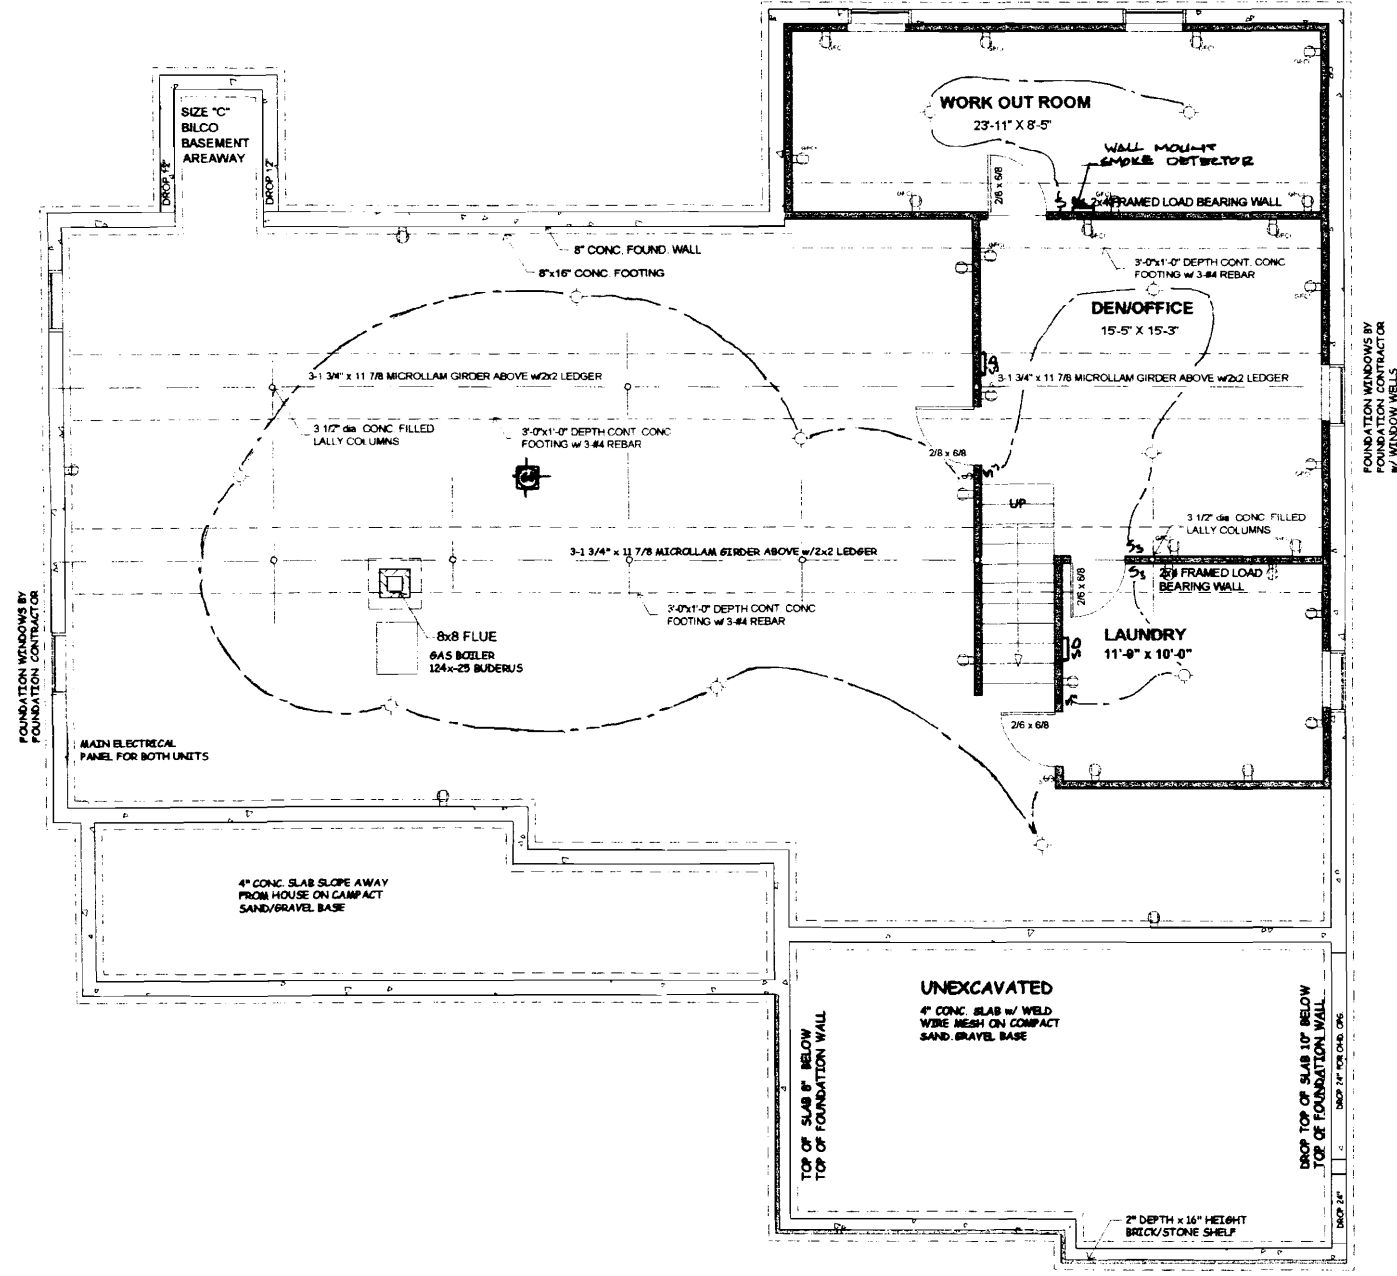 SIZE "C"
BILCO
BASEMENT
AREAWAY
DROP 12"
DROP 12"
WORK OUT ROOM
23'-11" X 8'-5"
WALL MOUNT
SMOKE DETECTOR
2/6 x 6/8
2x4 FRAMED LOAD BEARING WALL
8" CONC. FOUND. WALL
8"x16" CONC. FOOTING
3'-0"x1'-0" DEPTH CONT. CONC
FOOTING w 3-#4 REBAR
DEN/OFFICE
15'-5" X 15'-3"
3-1 3/4" x 11 7/8 MICROLLAM GIRDER ABOVE w/2x2 LEDGER
3-1 3/4" x 11 7/8 MICROLLAM GIRDER ABOVE w/2x2 LEDGER
FOUNDATION WINDOWS BY
FOUNDATION CONTRACTOR
w/ WINDOW WELLS
3 1/2" dia CONC FILLED
LALLY COLUMNS
3'-0"x1'-0" DEPTH CONT. CONC
FOOTING w/ 3-#4 REBAR
2/8 x 6/8
UP
3 1/2" dia CONC FILLED
LALLY COLUMNS
3-1 3/4" x 11 7/8 MICROLLAM GIRDER ABOVE w/2x2 LEDGER
2x4 FRAMED LOAD
BEARING WALL
2/6 x 6/8
3'-0"x1'-0" DEPTH CONT CONC
FOOTING w/ 3-#4 REBAR
8x8 FLUE
GAS BOILER
124x-25 BUDERUS
LAUNDRY
11'-9" x 10'-0"
2/6 x 6/8
FOUNDATION WINDOWS BY
FOUNDATION CONTRACTOR
MAIN ELECTRICAL
PANEL FOR BOTH UNITS
4" CONC. SLAB SLOPE AWAY
FROM HOUSE ON CAMPACT
SAND/GRAVEL BASE
UNEXCAVATED
4" CONC. SLAB w/ WELD
WIRE MESH ON COMPACT
SAND.GRAVEL BASE
TOP OF SLAB 8" BELOW
TOP OF FOUNDATION WALL
DROP TOP OF SLAB 10" BELOW
TOP OF FOUNDATION WALL
DROP 24" FOR OHD. OPG.
DROP 24"
2" DEPTH x 16" HEIGHT
BRICK/STONE SHELF